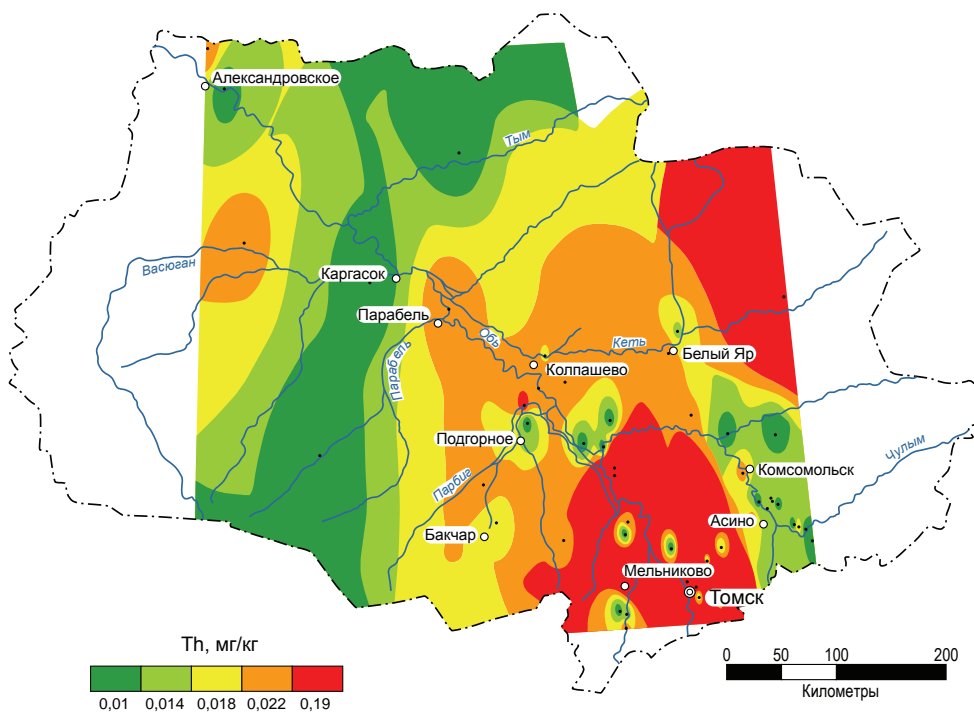 Александровское
Тым
Васюган
Каргасок
Парабель
Обь
Кеть
Белый Яр
Колпашево
Парабель
Подгорное
Комсомольск
Чулым
Парбиг
Бакчар
Асино
Мельниково
Томск
Th, мг/кг
0,01 0,014 0,018 0,022 0,19
0 50 100 200
Километры